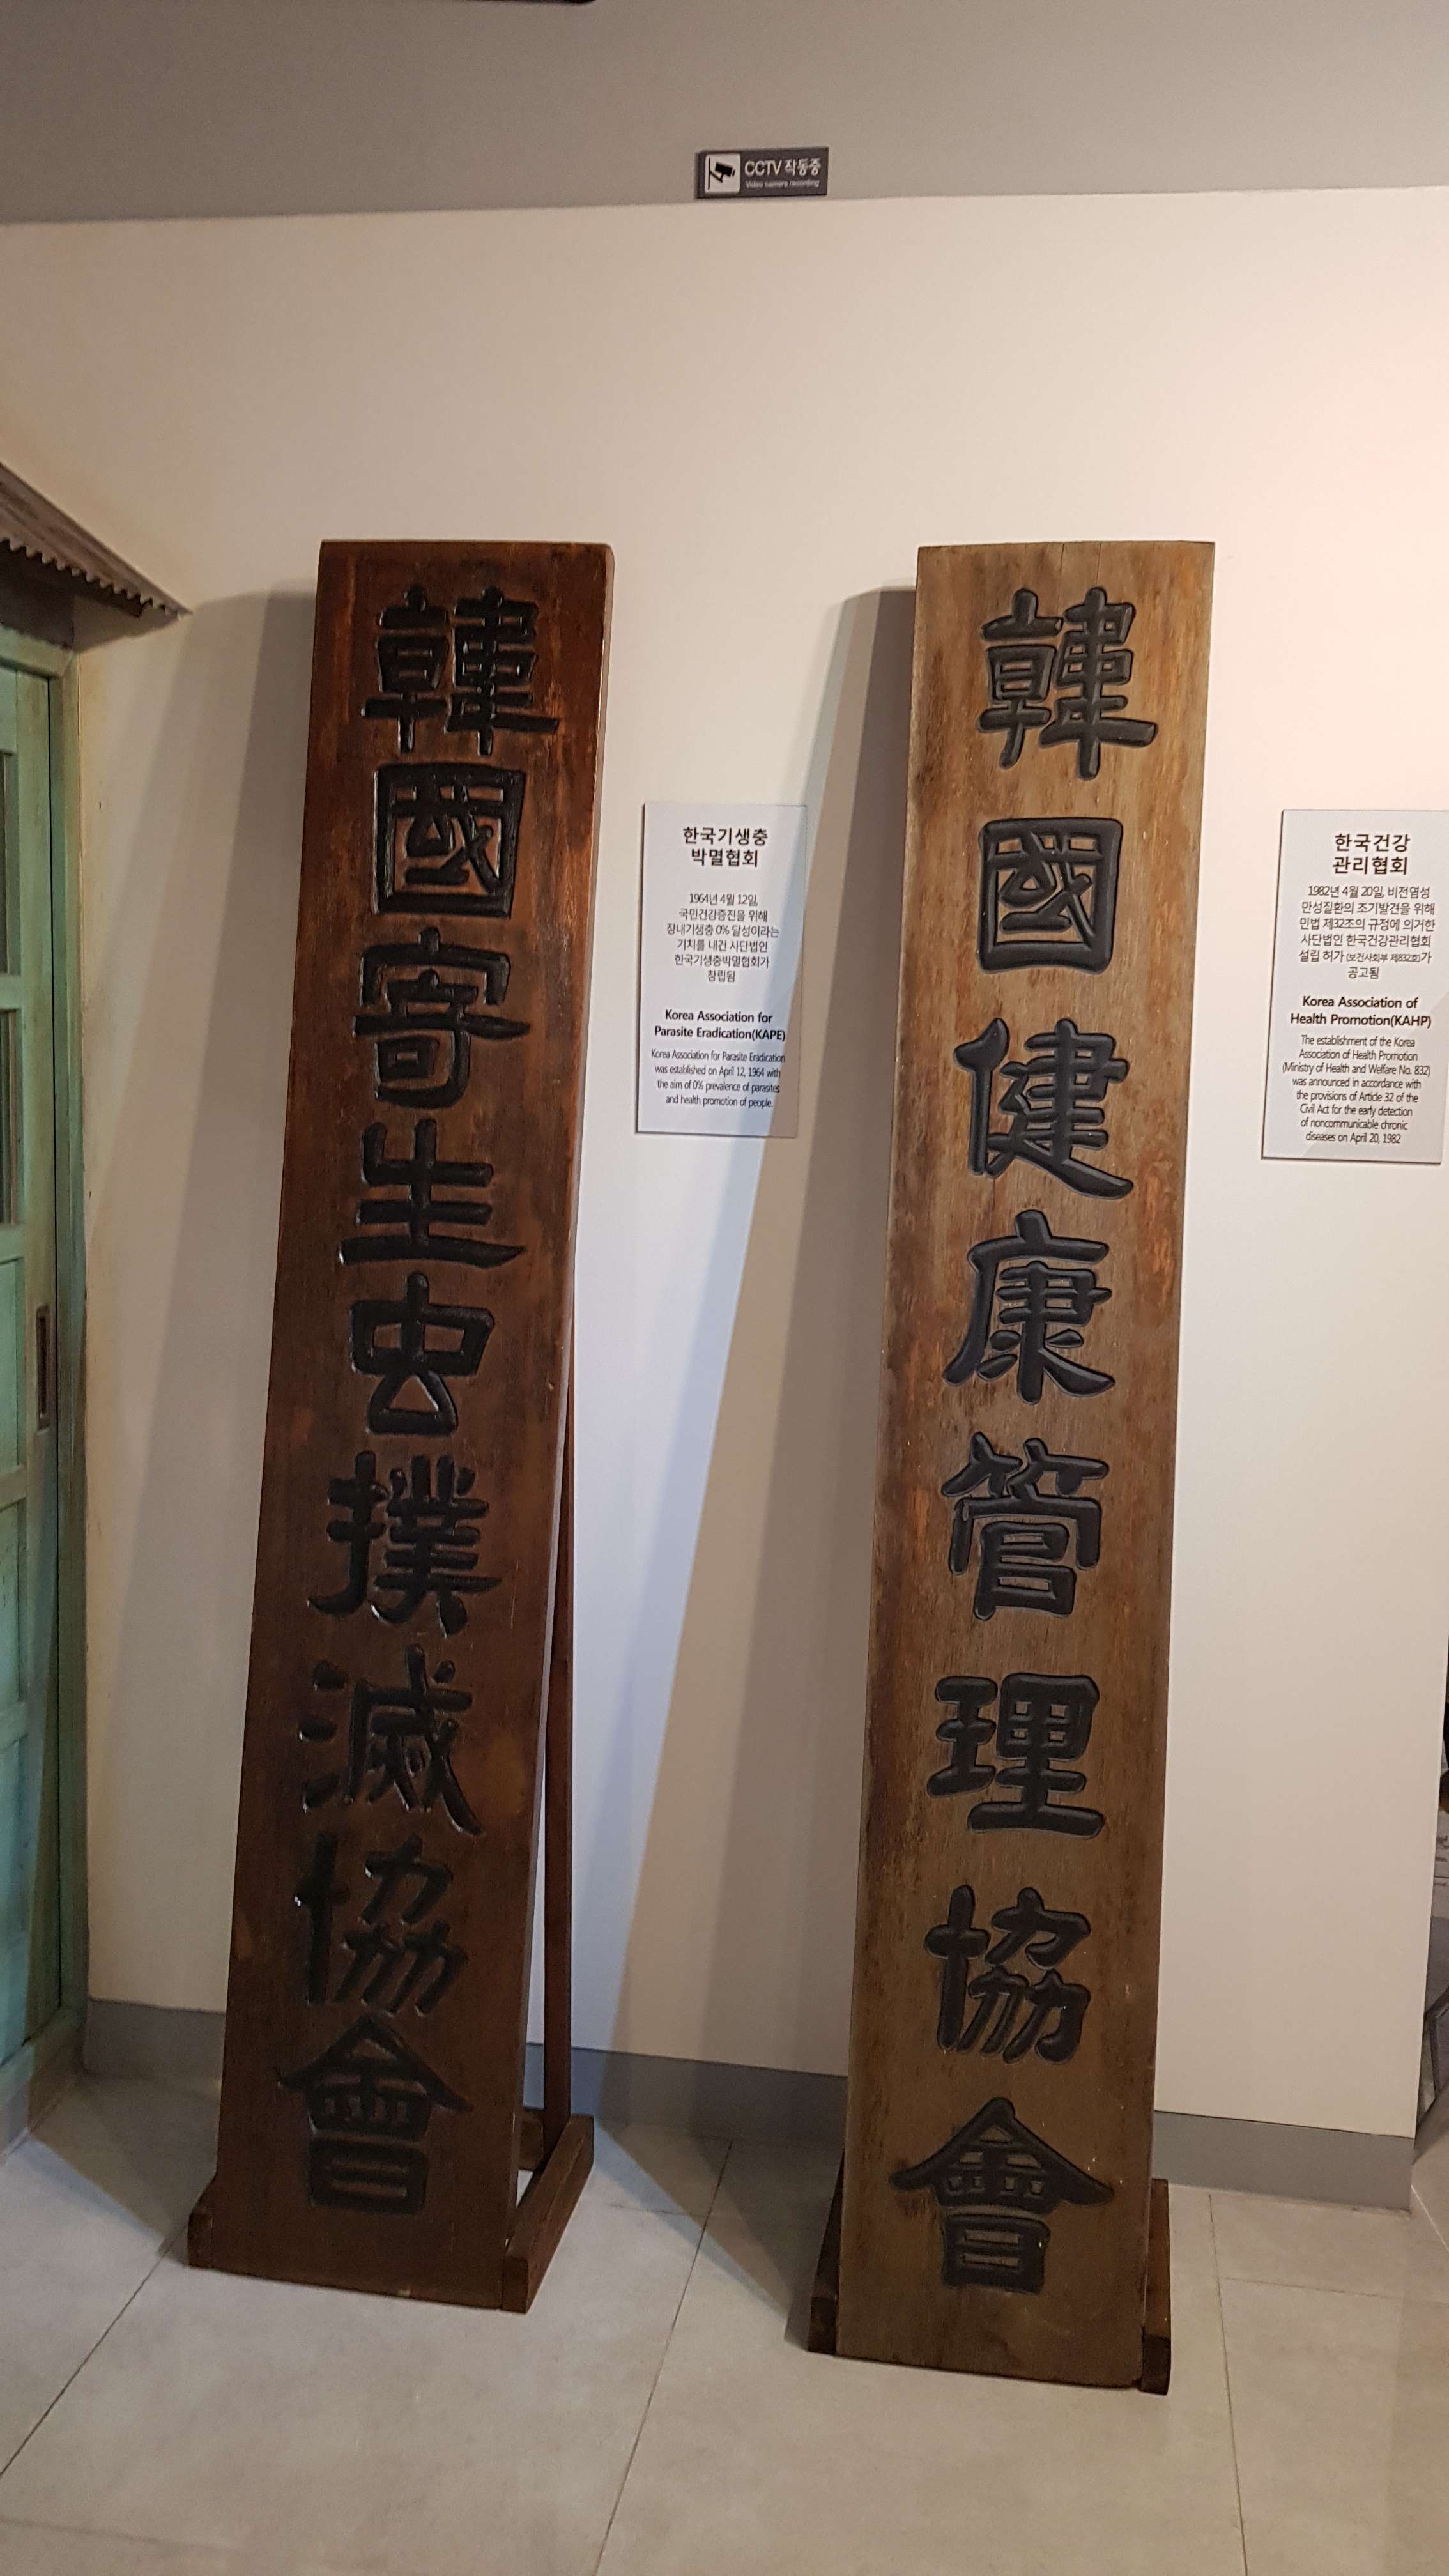 CCTV 작동중
Video camera recording
韓國寄生虫撲滅協會
한국기생충
박멸협회
1964년 4월 12일,
국민건강증진을 위해
장내기생충 0% 달성이라는
기치를 내건 사단법인
한국기생충박멸협회가
창립됨
Korea Association for
Parasite Eradication(KAPE)
Korea Association for Parasite Eradication
was established on April 12, 1964 with
the aim of 0% prevalence of parasites
and health promotion of people.
韓國健康管理協會
한국건강
관리협회
1982년 4월 20일, 비전염성
만성질환의 조기발견을 위해
민법 제32조의 규정에 의거한
사단법인 한국건강관리협회
설립 허가 (보건사회부 제832호)가
공고됨
Korea Association of
Health Promotion(KAHP)
The establishment of the Korea
Association of Health Promotion
(Ministry of Health and Welfare No. 832)
was announced in accordance with
the provisions of Article 32 of the
Civil Act for the early detection
of noncommunicable chronic
diseases on April 20, 1982